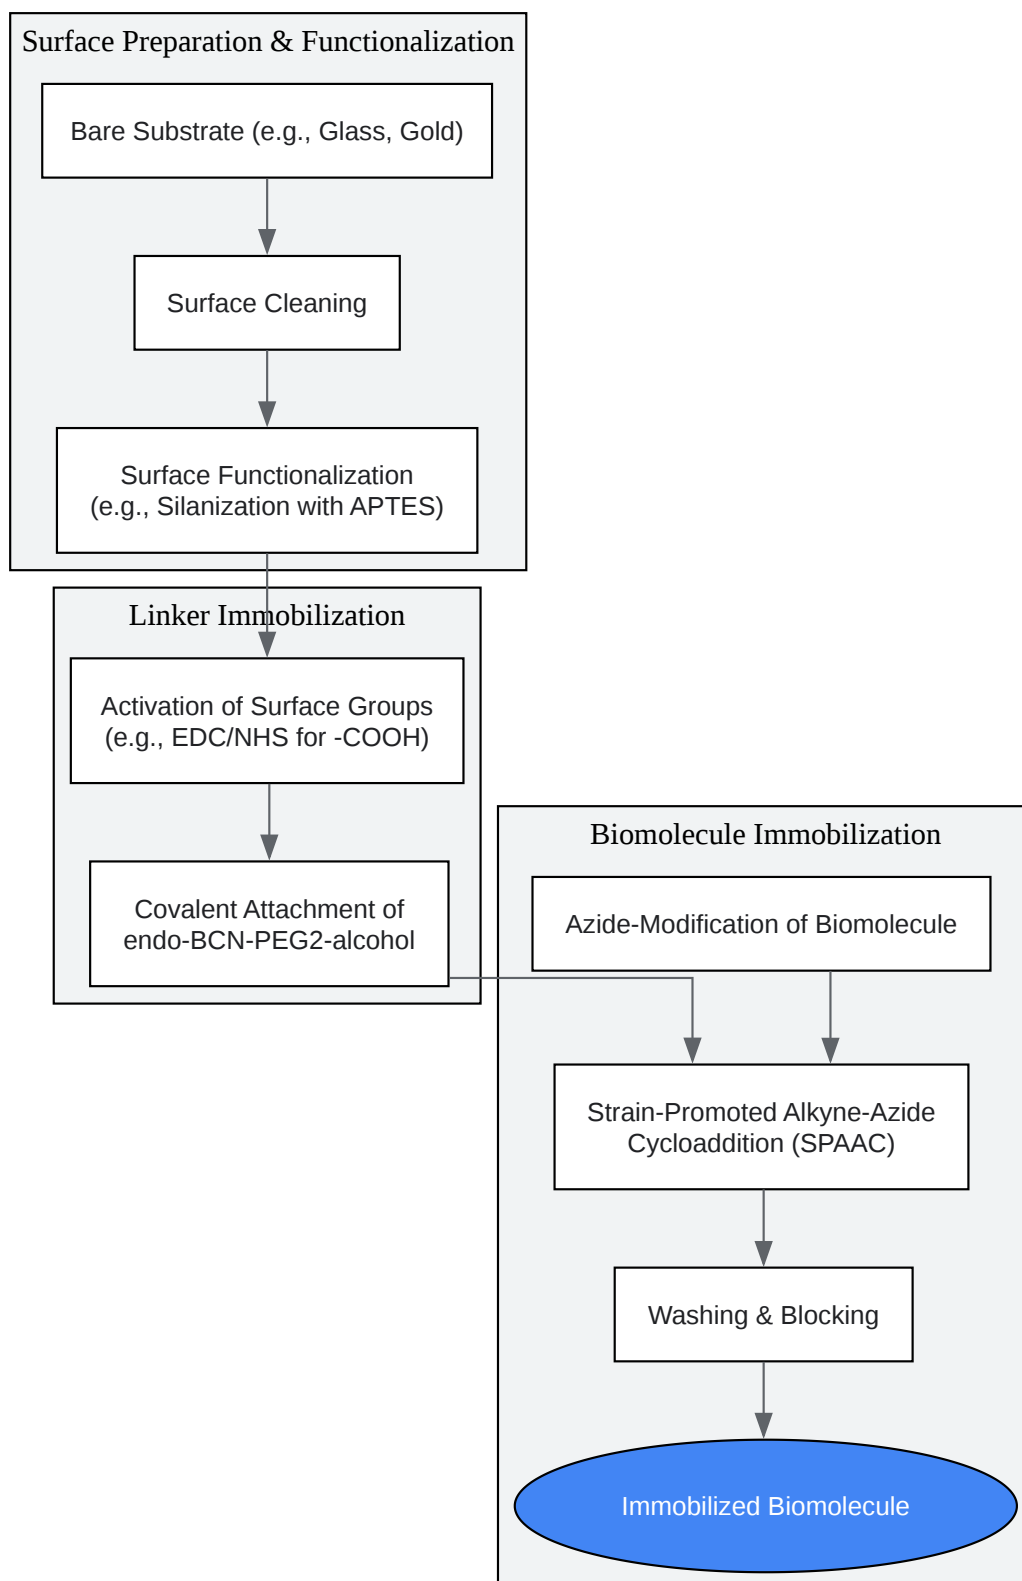 Surface Preparation & Functionalization
Bare Substrate (e.g., Glass, Gold)
Surface Cleaning
Surface Functionalization
(e.g., Silanization with APTES)
Linker Immobilization
Activation of Surface Groups
(e.g., EDC/NHS for -COOH)
Covalent Attachment of
endo-BCN-PEG2-alcohol
Biomolecule Immobilization
Azide-Modification of Biomolecule
Strain-Promoted Alkyne-Azide
Cycloaddition (SPAAC)
Washing & Blocking
Immobilized Biomolecule